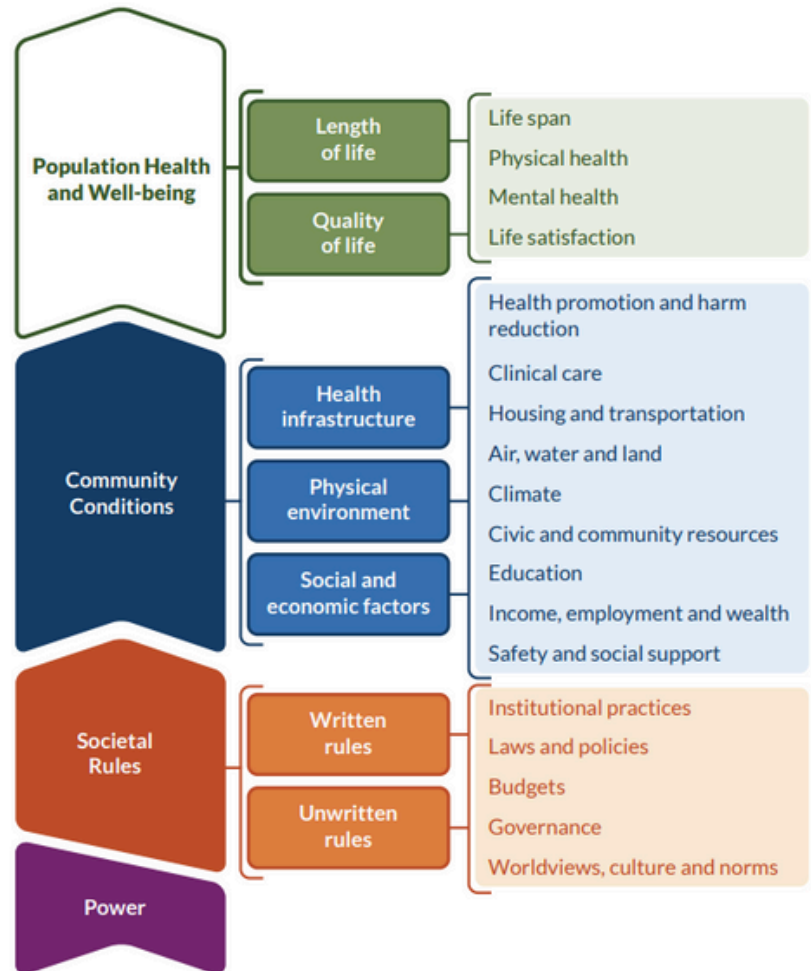 Population Health
and Well-being
Length
of life
Quality
of life
Life span
Physical health
Mental health
Life satisfaction
Community
Conditions
Health
infrastructure
Physical
environment
Social and
economic factors
Health promotion and harm
reduction
Clinical care
Housing and transportation
Air, water and land
Climate
Civic and community resources
Education
Income, employment and wealth
Safety and social support
Societal
Rules
Written
rules
Unwritten
rules
Institutional practices
Laws and policies
Budgets
Governance
Worldviews, culture and norms
Power